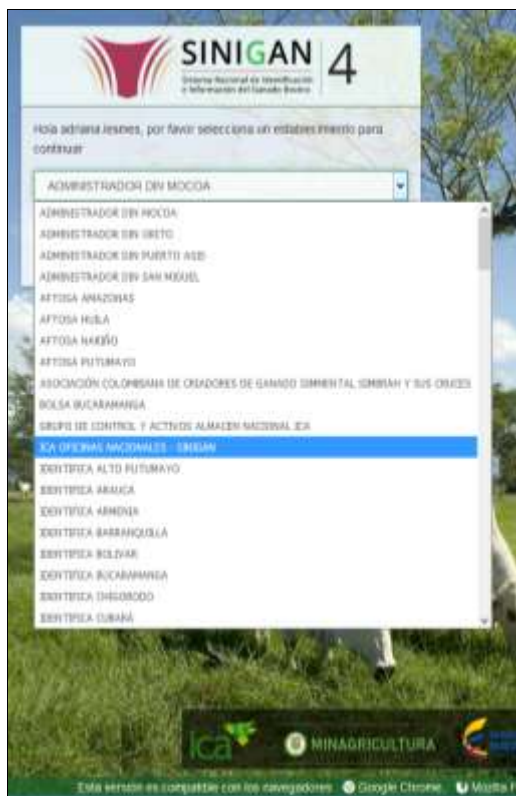 SINIGAN 4
Sistema Nacional de Identificación
e Información del Ganado Bovino
Hola adriana lesmes, por favor selecciona un establecimiento para
continuar
ADMINISTRADOR DIN MOCOA
ADMINISTRADOR DIN MOCOA
ADMINISTRADOR DIN ORITO
ADMINISTRADOR DIN PUERTO ASIS
ADMINISTRADOR DIN SAN MIGUEL
AFTOSA AMAZONAS
AFTOSA HUILA
AFTOSA NARIÑO
AFTOSA PUTUMAYO
ASOCIACIÓN COLOMBIANA DE CRIADORES DE GANADO SIMMENTAL SIMBRAH Y SUS CRUCES
BOLSA BUCARAMANGA
GRUPO DE CONTROL Y ACTIVOS ALMACEN NACIONAL ICA
ICA OFICINAS NACIONALES - SINIGAN
IDENTIFICA ALTO PUTUMAYO
IDENTIFICA ARAUCA
IDENTIFICA ARMENIA
IDENTIFICA BARRANQUILLA
IDENTIFICA BOLIVAR
IDENTIFICA BUCARAMANGA
IDENTIFICA CHIGORODO
IDENTIFICA CUBARÁ
ica MINAGRICULTURA
Esta version es compatible con los navegadores Google Chrome Mozilla F